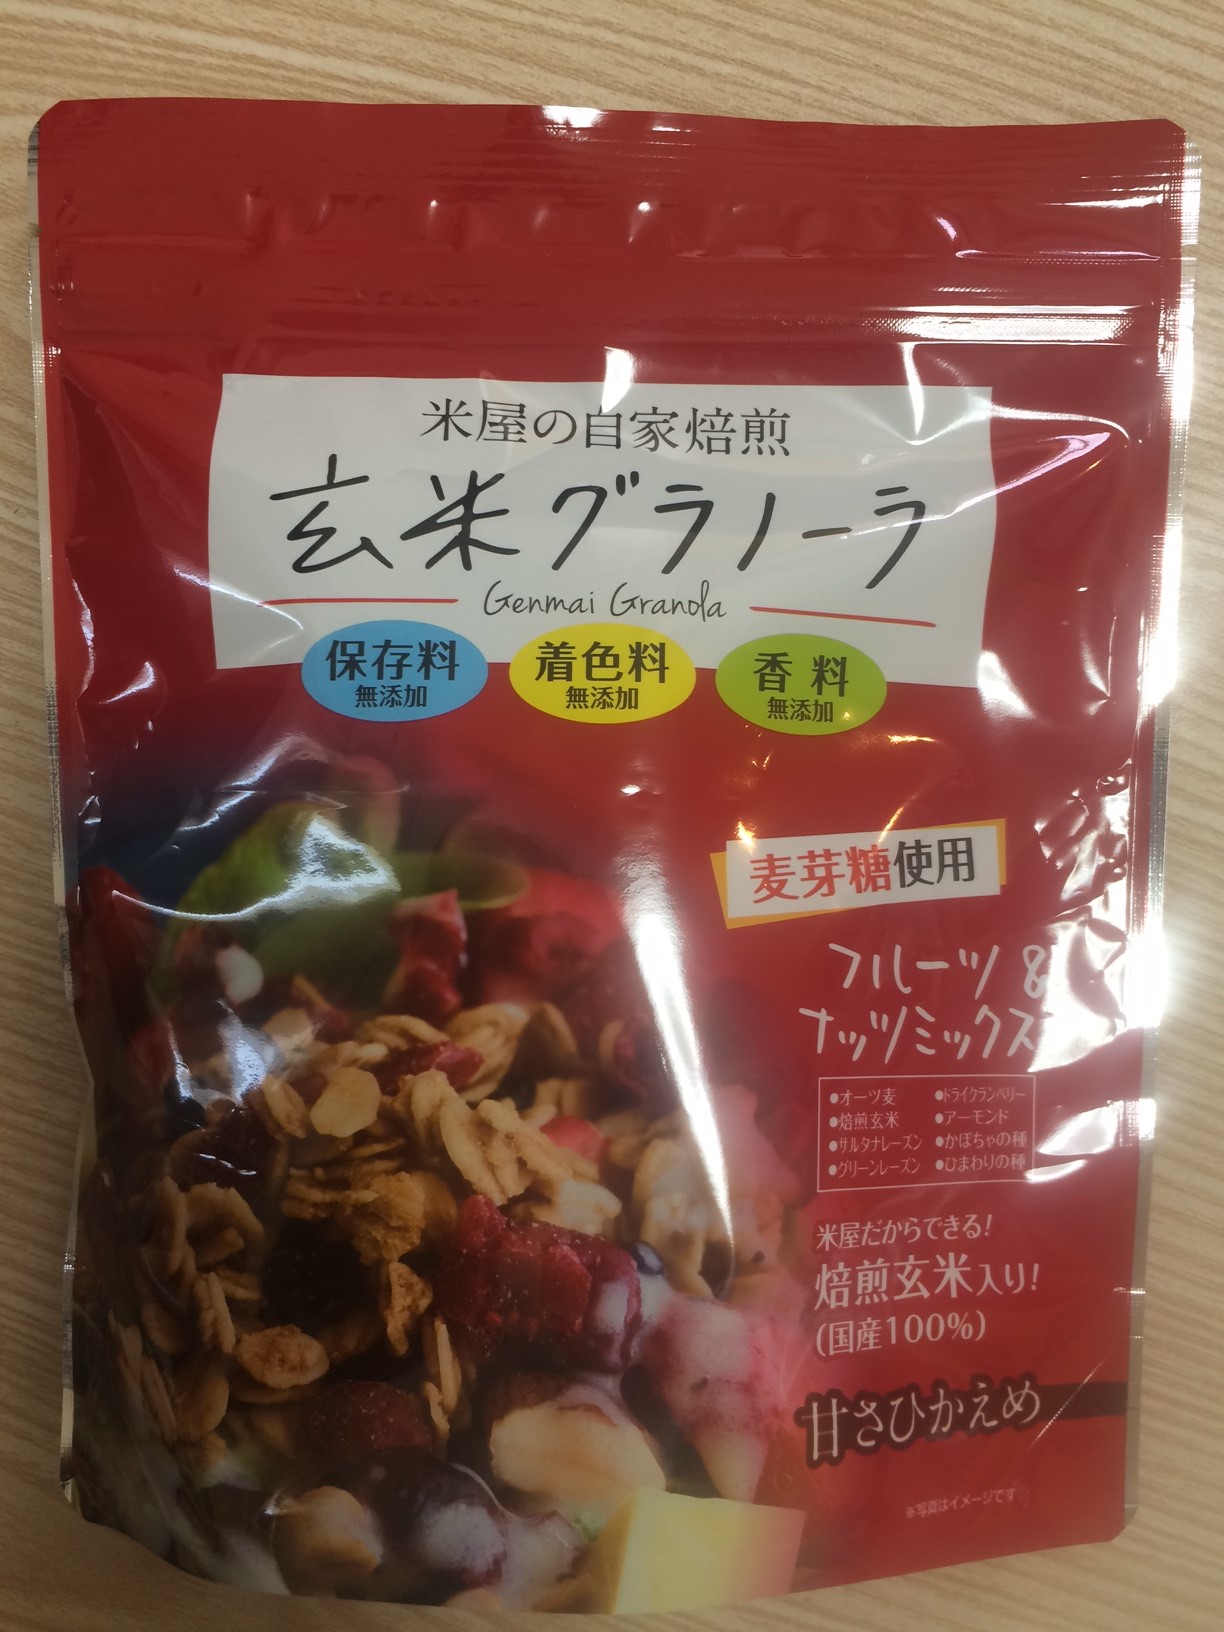 米屋の自家焙煎
玄米グラノーラ
Genmai Granola
保存料
無添加
着色料
無添加
香料
無添加
麦芽糖使用
フルーツ &
ナッツミックス
●オーツ麦
●焙煎玄米
●サルタナレーズン
●グリーンレーズン
●ドライクランベリー
●アーモンド
●かぼちゃの種
●ひまわりの種
米屋だからできる!
焙煎玄米入り!
(国産100%)
甘さひかえめ
※写真はイメージです